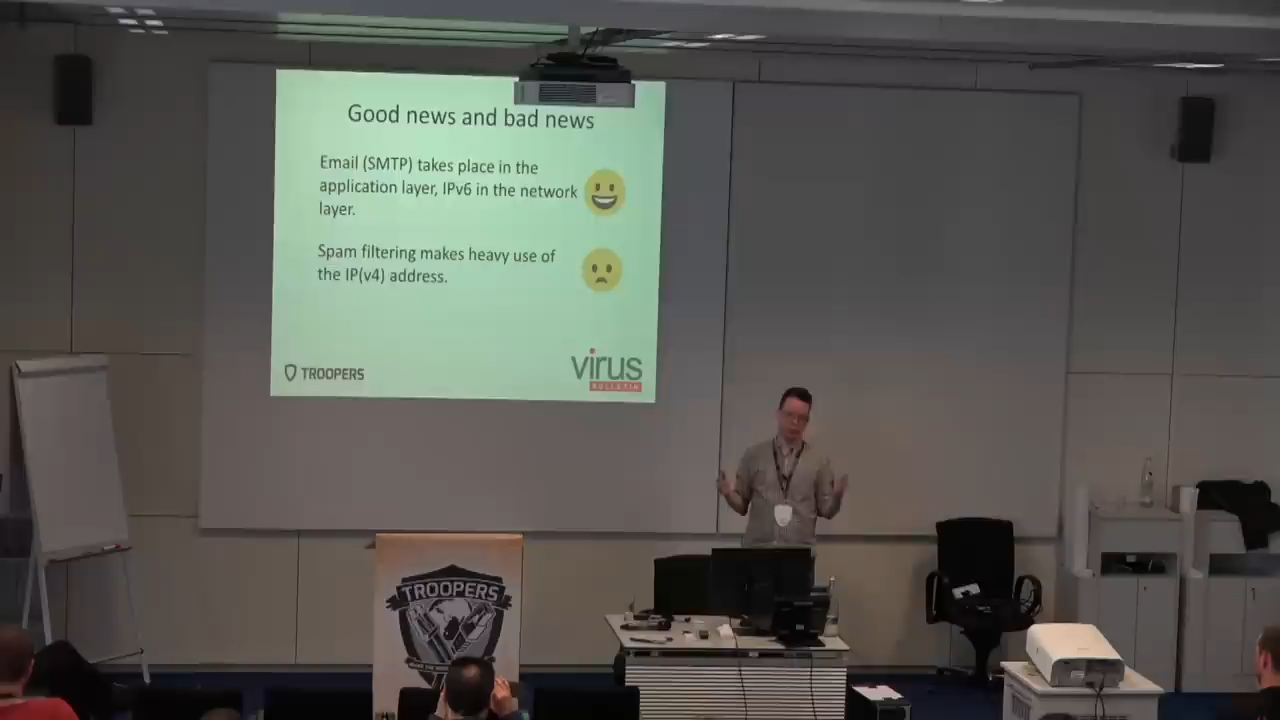 Good news and bad news
Email (SMTP) takes place in the
application layer, IPv6 in the network
layer.
Spam filtering makes heavy use of
the IP(v4) address.
TROOPERS
virus
BULLETIN
TROOPERS